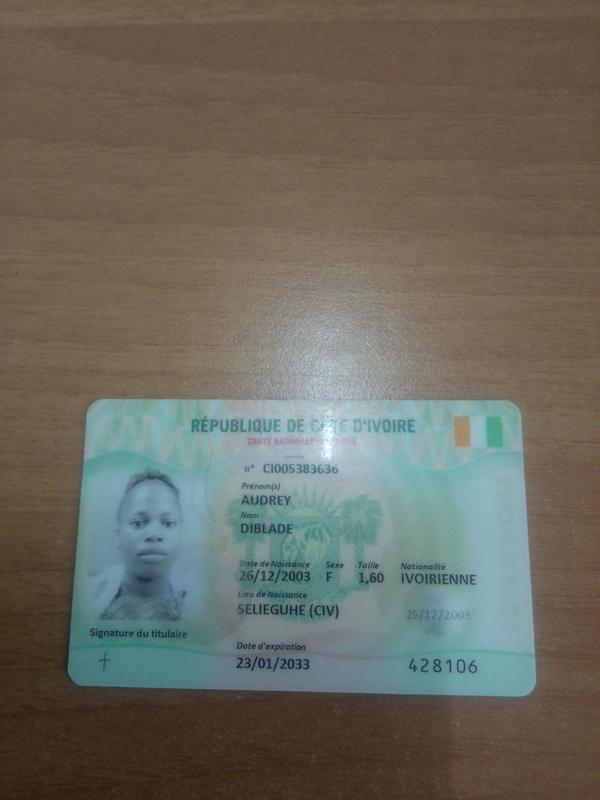 RÉPUBLIQUE DE CÔTE D'IVOIRE
CARTE NATIONALE D'IDENTITÉ
n° CI005383636
Prénom(s)
AUDREY
Nom
DIBLADE
Date de Naissance Sexe Taille Nationalité
26/12/2003 F 1,60 IVOIRIENNE
Lieu de Naissance
SELIEGUHE (CIV)
26/12/2003
Signature du titulaire
Date d'expiration
23/01/2033
428106